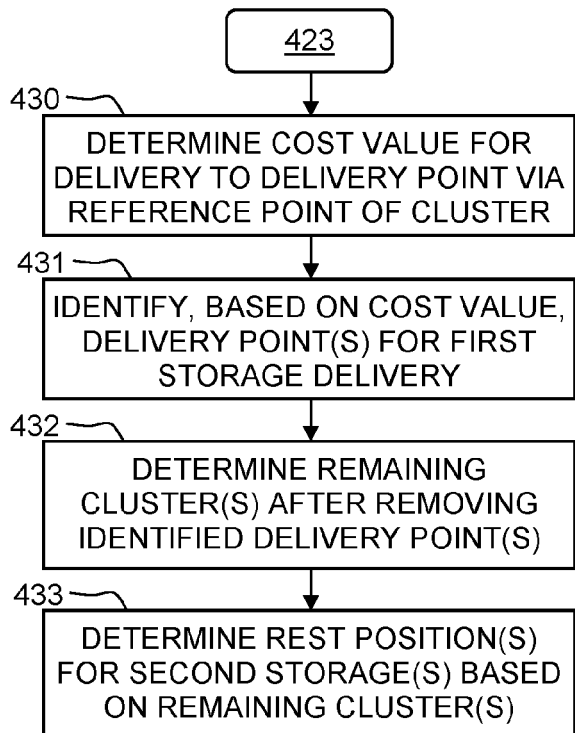 423
430
DETERMINE COST VALUE FOR
DELIVERY TO DELIVERY POINT VIA
REFERENCE POINT OF CLUSTER
431
IDENTIFY, BASED ON COST VALUE,
DELIVERY POINT(S) FOR FIRST
STORAGE DELIVERY
432
DETERMINE REMAINING
CLUSTER(S) AFTER REMOVING
IDENTIFIED DELIVERY POINT(S)
433
DETERMINE REST POSITION(S)
FOR SECOND STORAGE(S) BASED
ON REMAINING CLUSTER(S)